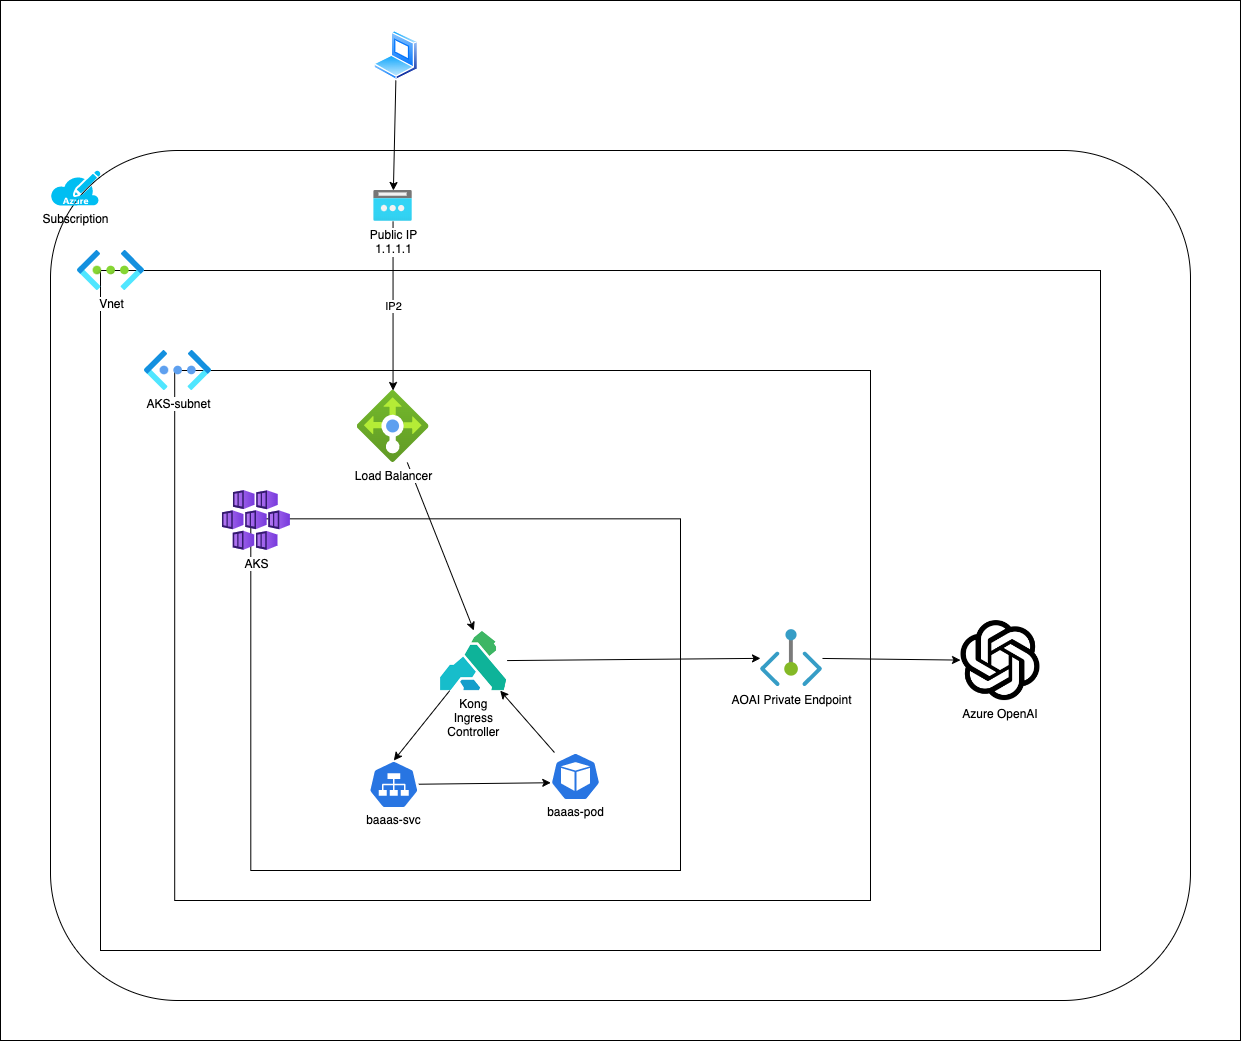 Azure
Subscription
Public IP
1.1.1.1
Vnet
IP2
AKS-subnet
Load Balancer
AKS
Kong
Ingress
Controller
AOAI Private Endpoint
Azure OpenAI
baaas-svc
baaas-pod